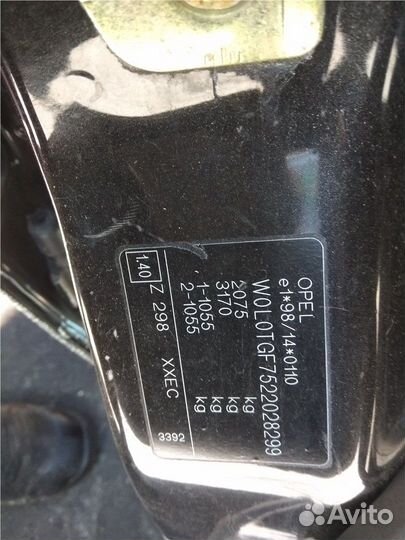 OPEL
e1*98/14*0110
W0L0TGF7522028299
2075 kg
3170 kg
1-1055 kg
2-1055 kg
140 Z 298 XXEC
3392
Avito